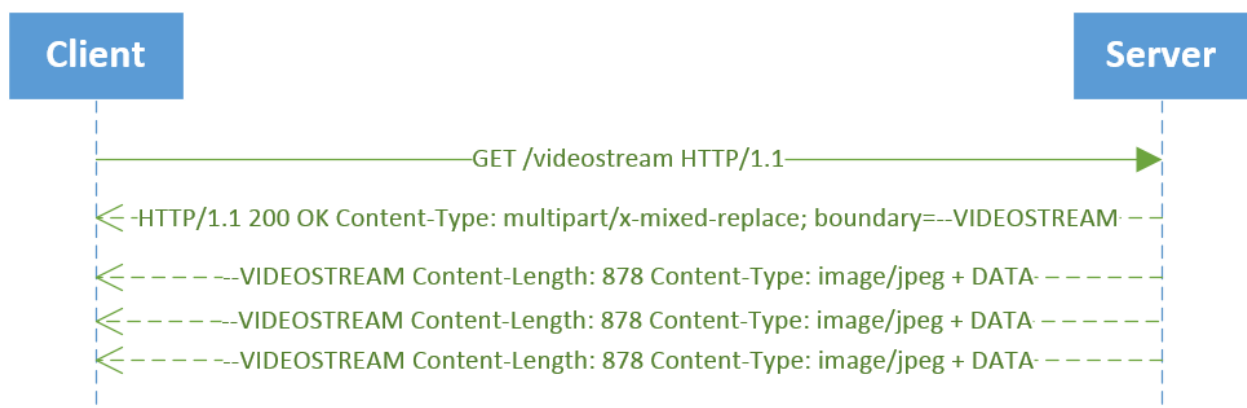 Client
Server
GET /videostream HTTP/1.1
HTTP/1.1 200 OK Content-Type: multipart/x-mixed-replace; boundary=--VIDEOSTREAM
--VIDEOSTREAM Content-Length: 878 Content-Type: image/jpeg + DATA
--VIDEOSTREAM Content-Length: 878 Content-Type: image/jpeg + DATA
--VIDEOSTREAM Content-Length: 878 Content-Type: image/jpeg + DATA